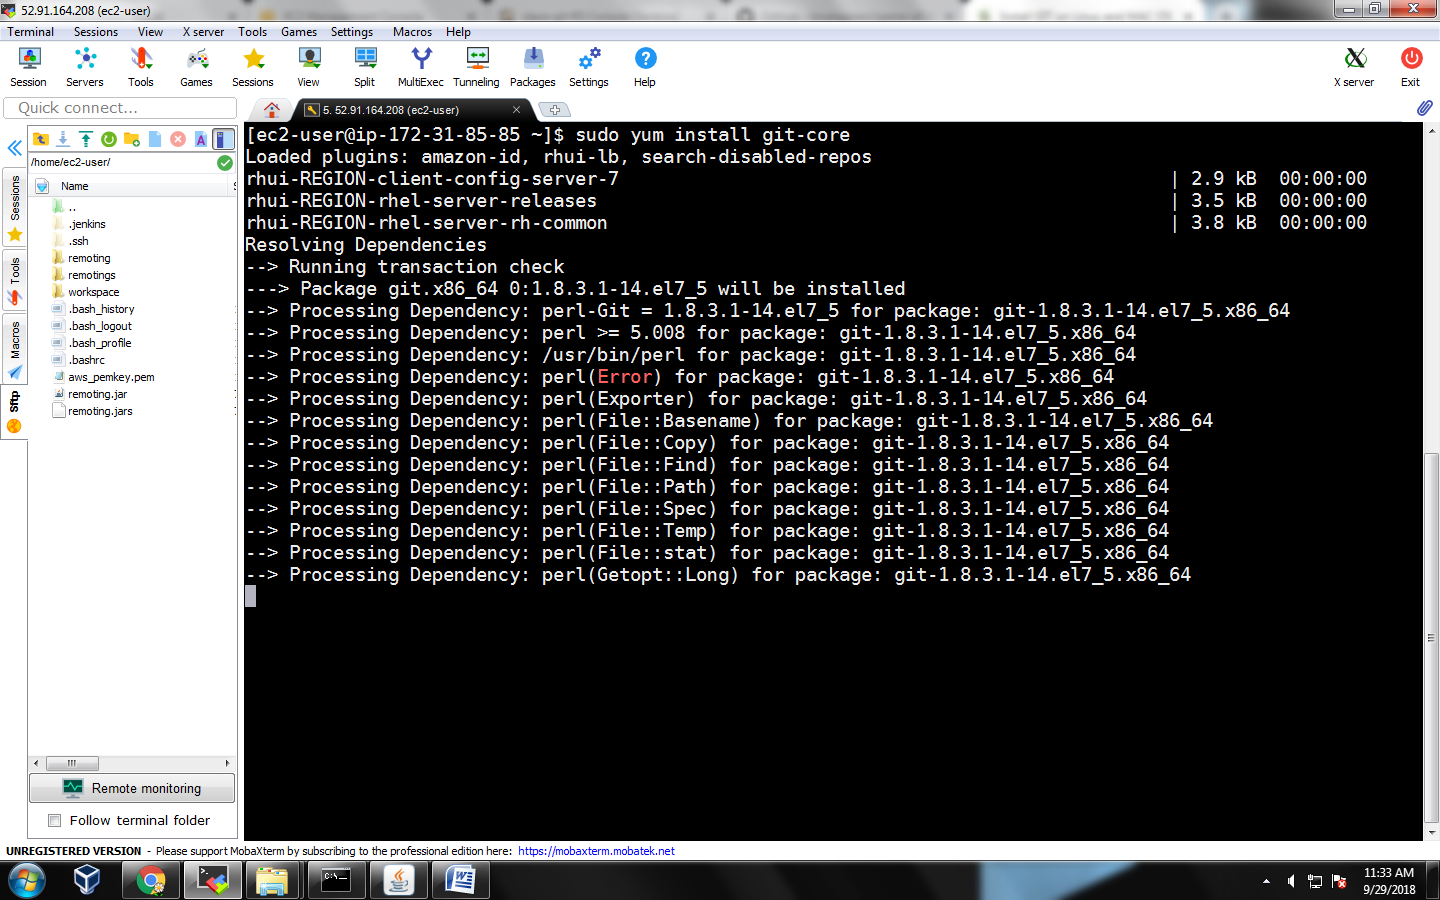 52.91.164.208 (ec2-user)
Terminal Sessions View X server Tools Games Settings Macros Help
Session Servers Tools Games Sessions View Split MultiExec Tunneling Packages Settings Help X server Exit
Quick connect...
5. 52.91.164.208 (ec2-user)
/home/ec2-user/
Name
..
.jenkins
.ssh
remoting
remotings
workspace
.bash_history
.bash_logout
.bash_profile
.bashrc
aws_pemkey.pem
remoting.jar
remoting.jars
Sessions
Tools
Macros
Sftp
Remote monitoring
Follow terminal folder
[ec2-user@ip-172-31-85-85 ~]$ sudo yum install git-core
Loaded plugins: amazon-id, rhui-lb, search-disabled-repos
rhui-REGION-client-config-server-7 | 2.9 kB 00:00:00
rhui-REGION-rhel-server-releases | 3.5 kB 00:00:00
rhui-REGION-rhel-server-rh-common | 3.8 kB 00:00:00
Resolving Dependencies
--> Running transaction check
---> Package git.x86_64 0:1.8.3.1-14.el7_5 will be installed
--> Processing Dependency: perl-Git = 1.8.3.1-14.el7_5 for package: git-1.8.3.1-14.el7_5.x86_64
--> Processing Dependency: perl >= 5.008 for package: git-1.8.3.1-14.el7_5.x86_64
--> Processing Dependency: /usr/bin/perl for package: git-1.8.3.1-14.el7_5.x86_64
--> Processing Dependency: perl(Error) for package: git-1.8.3.1-14.el7_5.x86_64
--> Processing Dependency: perl(Exporter) for package: git-1.8.3.1-14.el7_5.x86_64
--> Processing Dependency: perl(File::Basename) for package: git-1.8.3.1-14.el7_5.x86_64
--> Processing Dependency: perl(File::Copy) for package: git-1.8.3.1-14.el7_5.x86_64
--> Processing Dependency: perl(File::Find) for package: git-1.8.3.1-14.el7_5.x86_64
--> Processing Dependency: perl(File::Path) for package: git-1.8.3.1-14.el7_5.x86_64
--> Processing Dependency: perl(File::Spec) for package: git-1.8.3.1-14.el7_5.x86_64
--> Processing Dependency: perl(File::Temp) for package: git-1.8.3.1-14.el7_5.x86_64
--> Processing Dependency: perl(File::stat) for package: git-1.8.3.1-14.el7_5.x86_64
--> Processing Dependency: perl(Getopt::Long) for package: git-1.8.3.1-14.el7_5.x86_64
UNREGISTERED VERSION - Please support MobaXterm by subscribing to the professional edition here: https://mobaxterm.mobatek.net
11:33 AM
9/29/2018